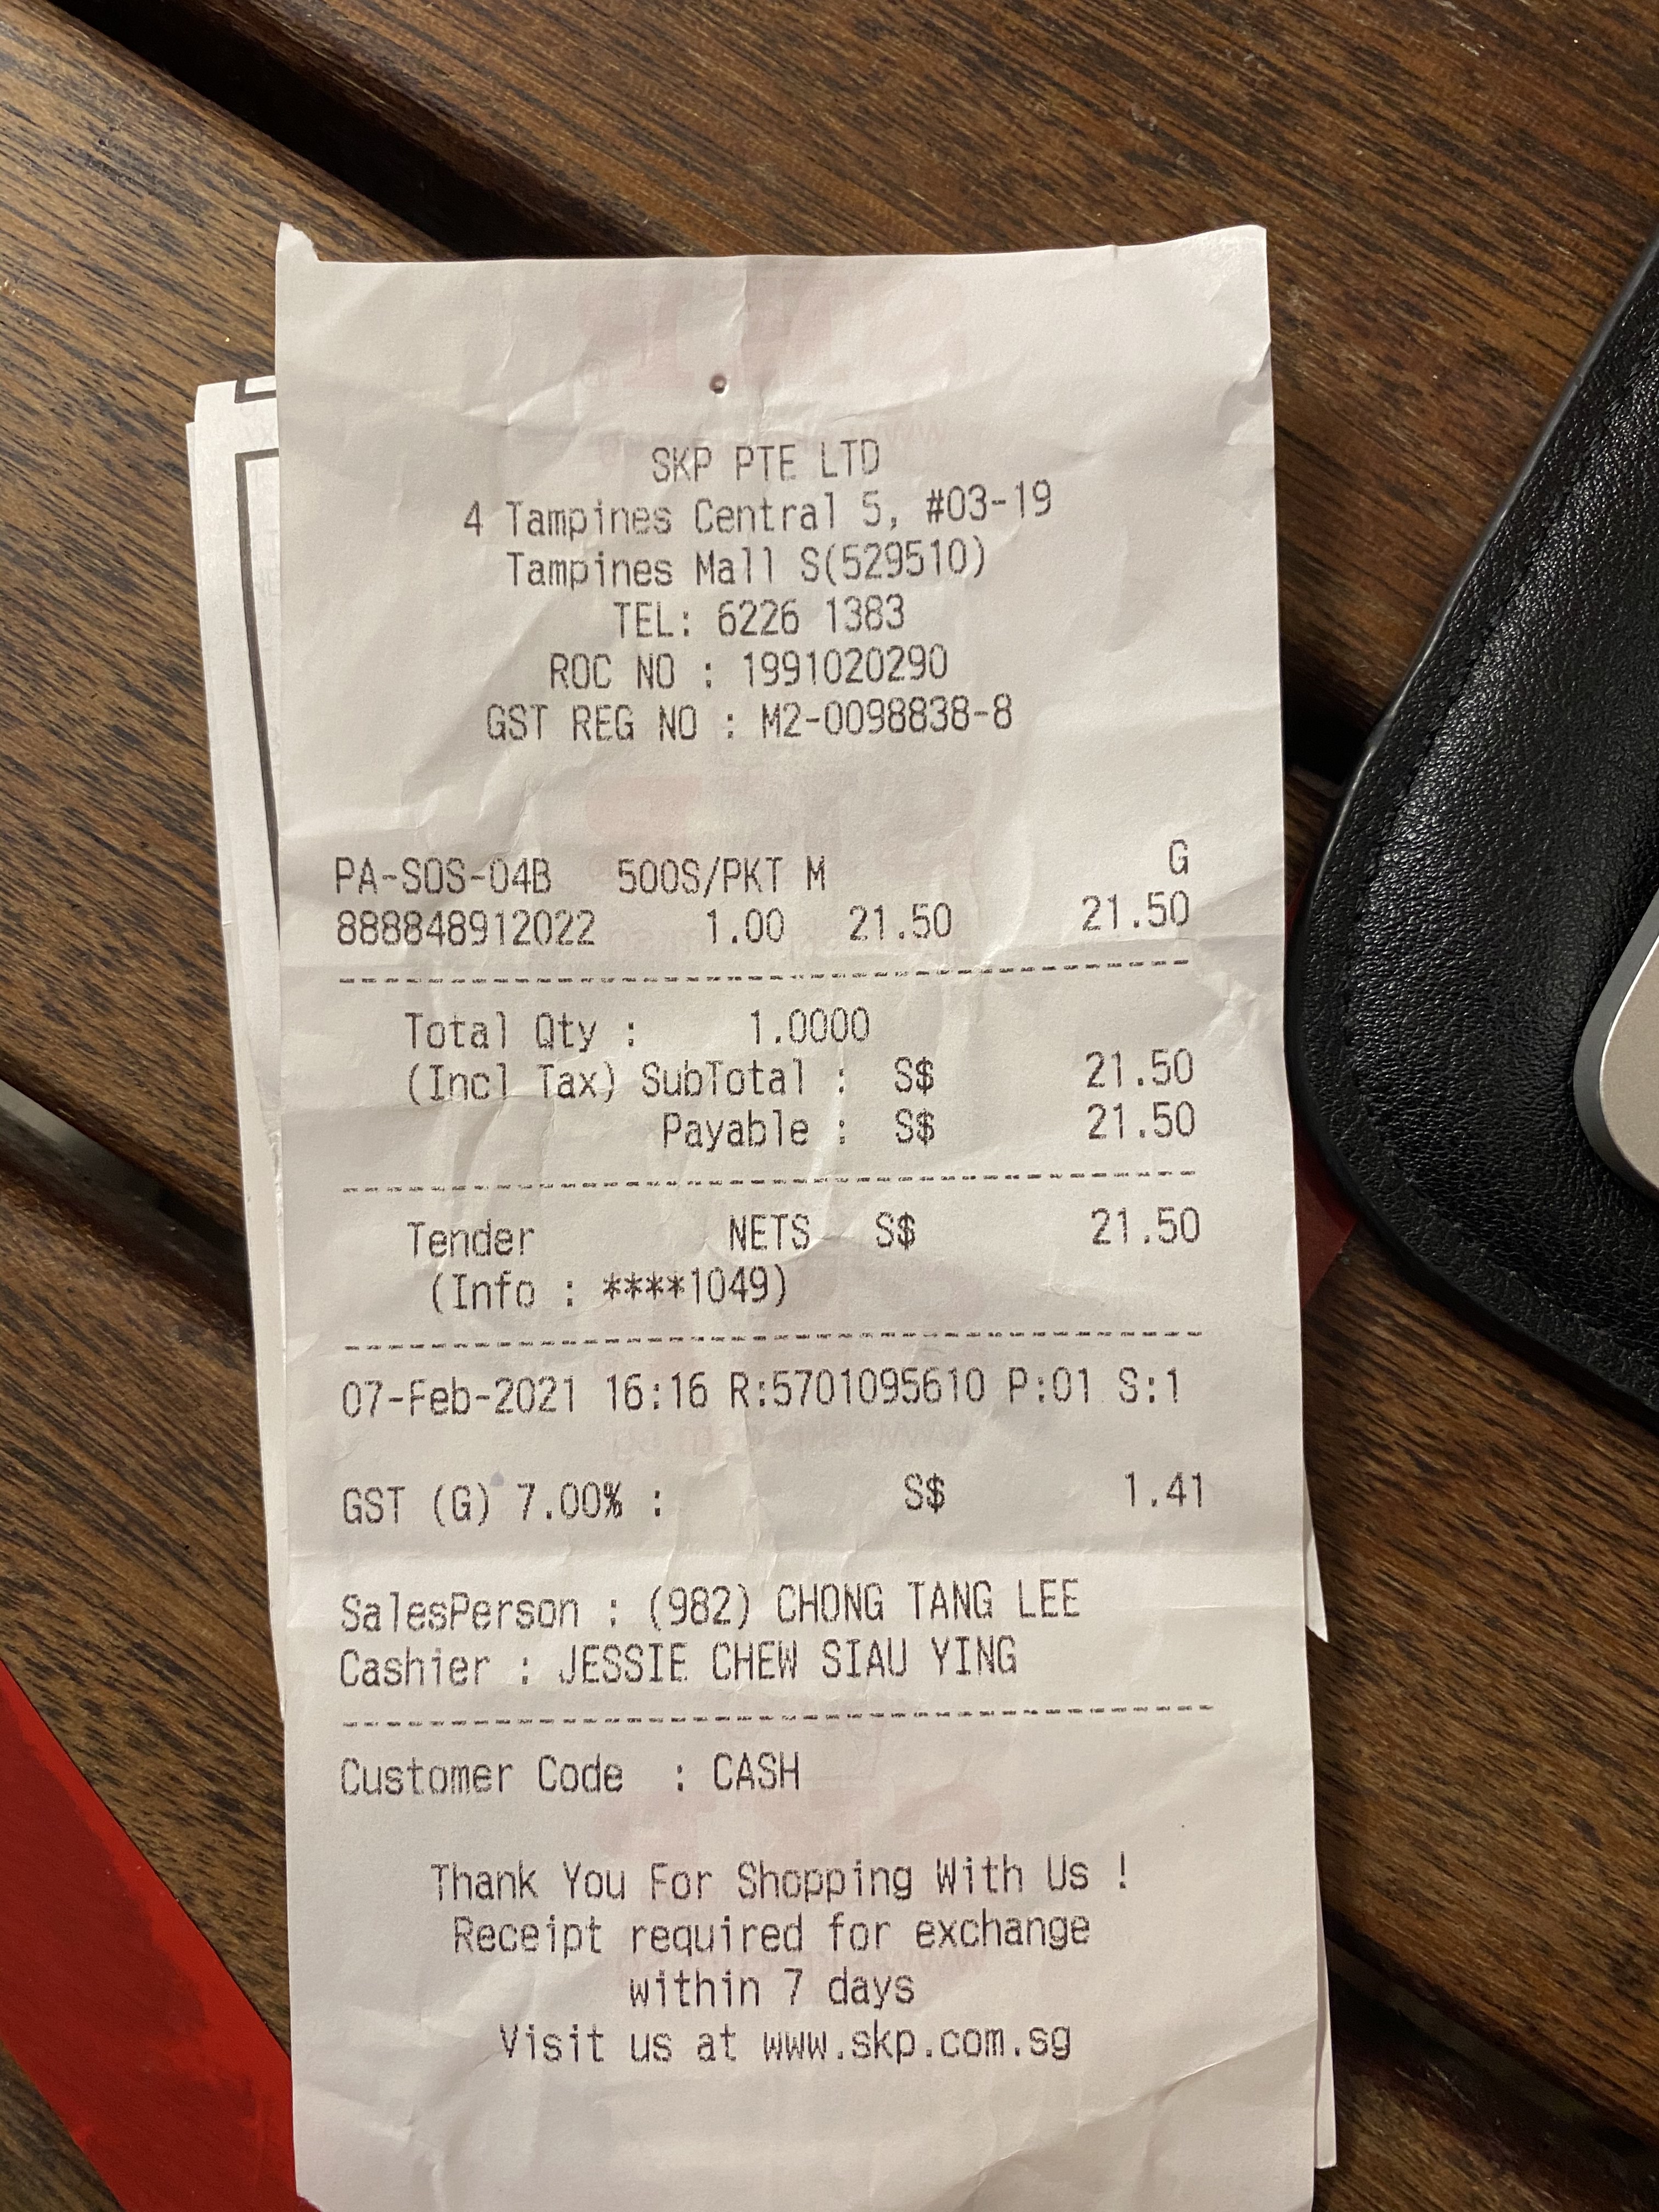 SKP PTE LTD
4 Tampines Central 5, #03-19
Tampines Mall S(529510)
TEL: 6226 1383
ROC NO : 1991020290
GST REG NO : M2-0098838-8
PA-SOS-04B 500S/PKT M G
888848912022 1.00 21.50 21.50
Total Qty : 1.0000
(Incl Tax) SubTotal : S$ 21.50
Payable : S$ 21.50
Tender NETS S$ 21.50
(Info : ****1049)
07-Feb-2021 16:16 R:5701095610 P:01 S:1
GST (G) 7.00% : S$ 1.41
SalesPerson : (982) CHONG TANG LEE
Cashier : JESSIE CHEW SIAU YING
Customer Code : CASH
Thank You For Shopping With Us !
Receipt required for exchange
within 7 days
Visit us at www.skp.com.sg